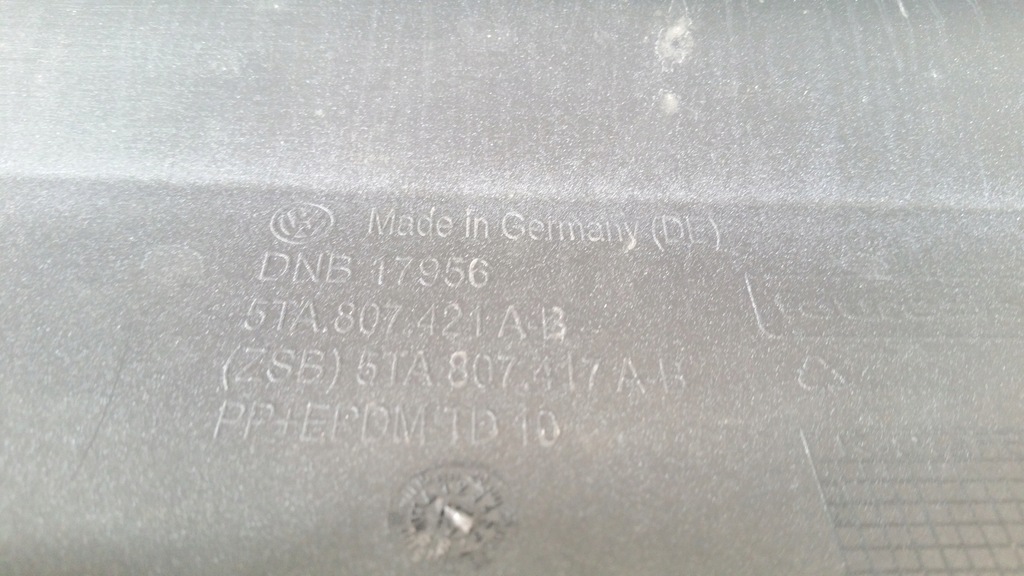 Made In Germany (DE)
DNB 17956
5TA.807.421 A-B
(ZSB) 5TA.807.417 A-B
PP+EPDM TD 10